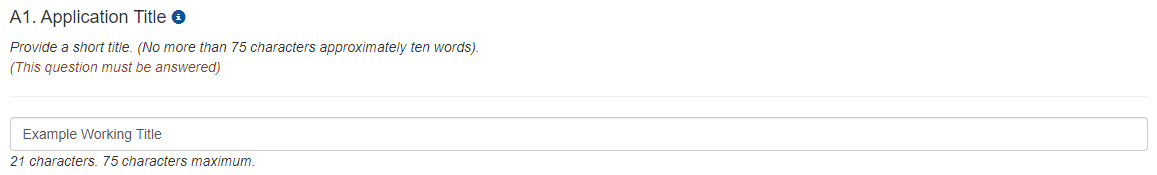 A1. Application Title
Provide a short title. (No more than 75 characters approximately ten words).
(This question must be answered)
Example Working Title
21 characters. 75 characters maximum.